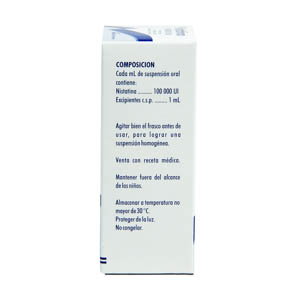 COMPOSICION
Cada mL de suspensión oral
contiene:
Nistatina ......... 100 000 UI
Excipientes c.s.p. ......... 1 mL
Agitar bien el frasco antes de
usar, para lograr una
suspensión homogénea.
Venta con receta médica.
Mantener fuera del alcance
de los niños.
Almacenar a temperatura no
mayor de 30 °C.
Proteger de la luz.
No congelar.